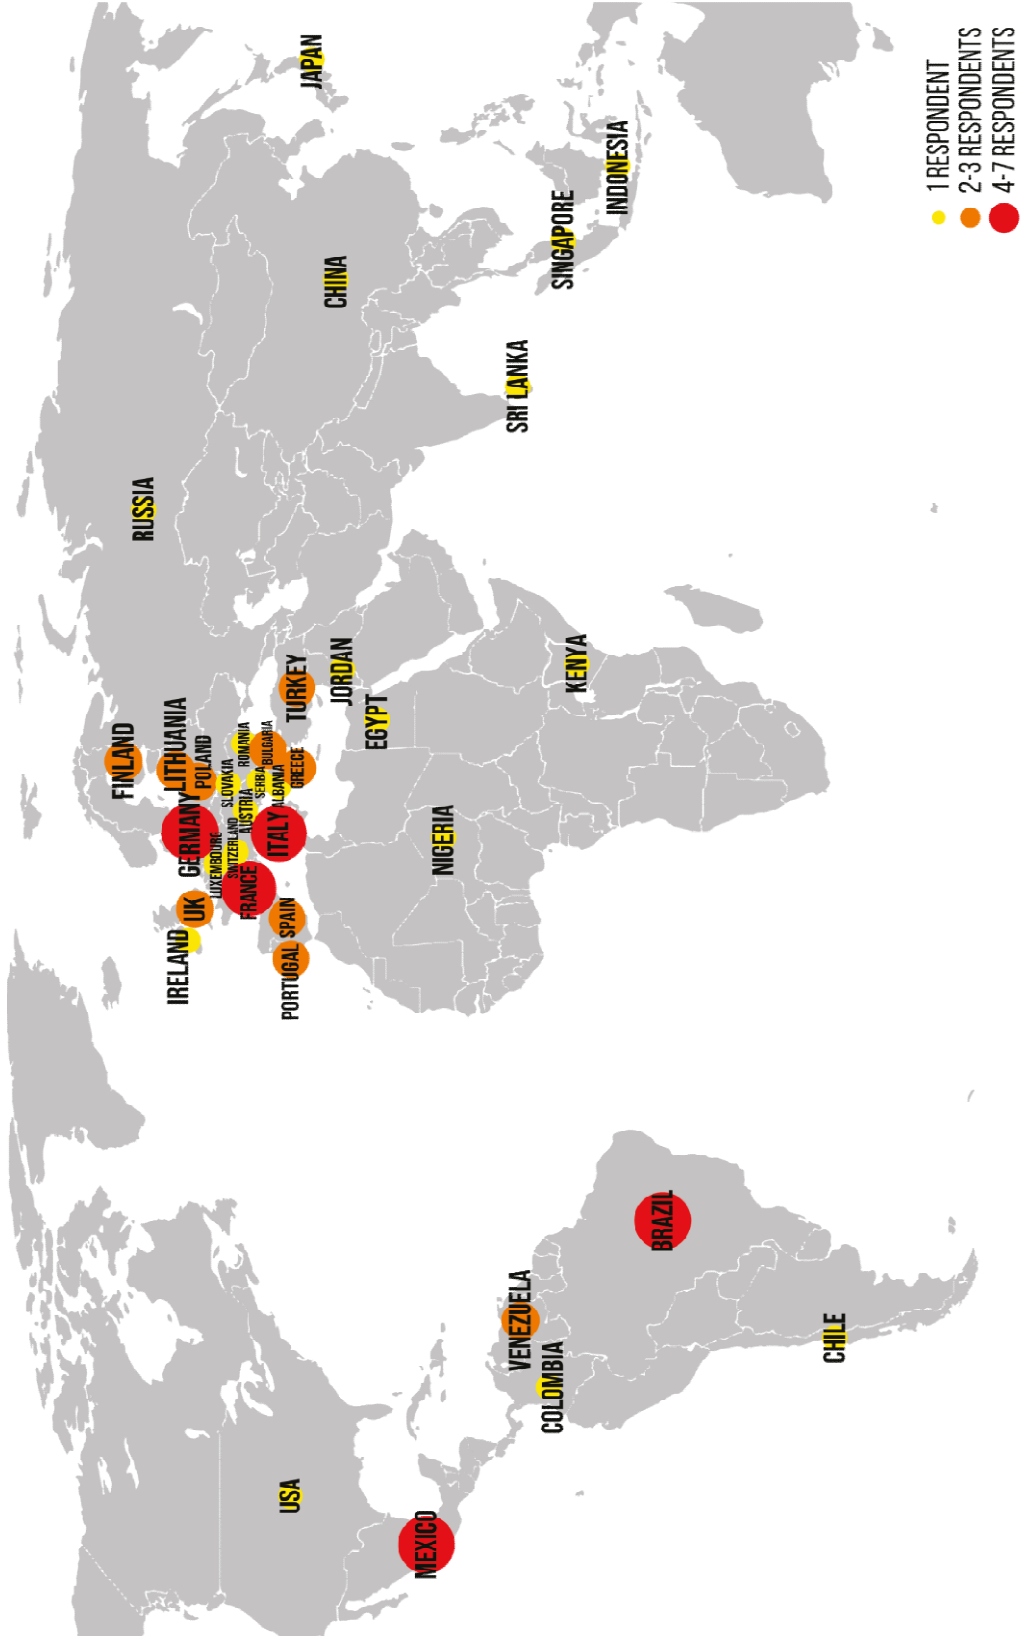 FINLAND
RUSSIA
LITHUANIA
IRELAND
GERMANY
UK
POLAND
LUXEMBOURG
SLOVAKIA
SWITZERLAND
FRANCE
AUSTRIA
ROMANIA
SERBA
BULGARIA
ALBANIA
ITALY
SPAIN
PORTUGAL
GREECE
TURKEY
USA
JAPAN
CHINA
JORDAN
EGYPT
MEXICO
NIGERIA
SRI LANKA
VENEZUELA
COLOMBIA
SINGAPORE
KENYA
INDONESIA
BRAZIL
CHILE
1 RESPONDENT
2-3 RESPONDENTS
4-7 RESPONDENTS